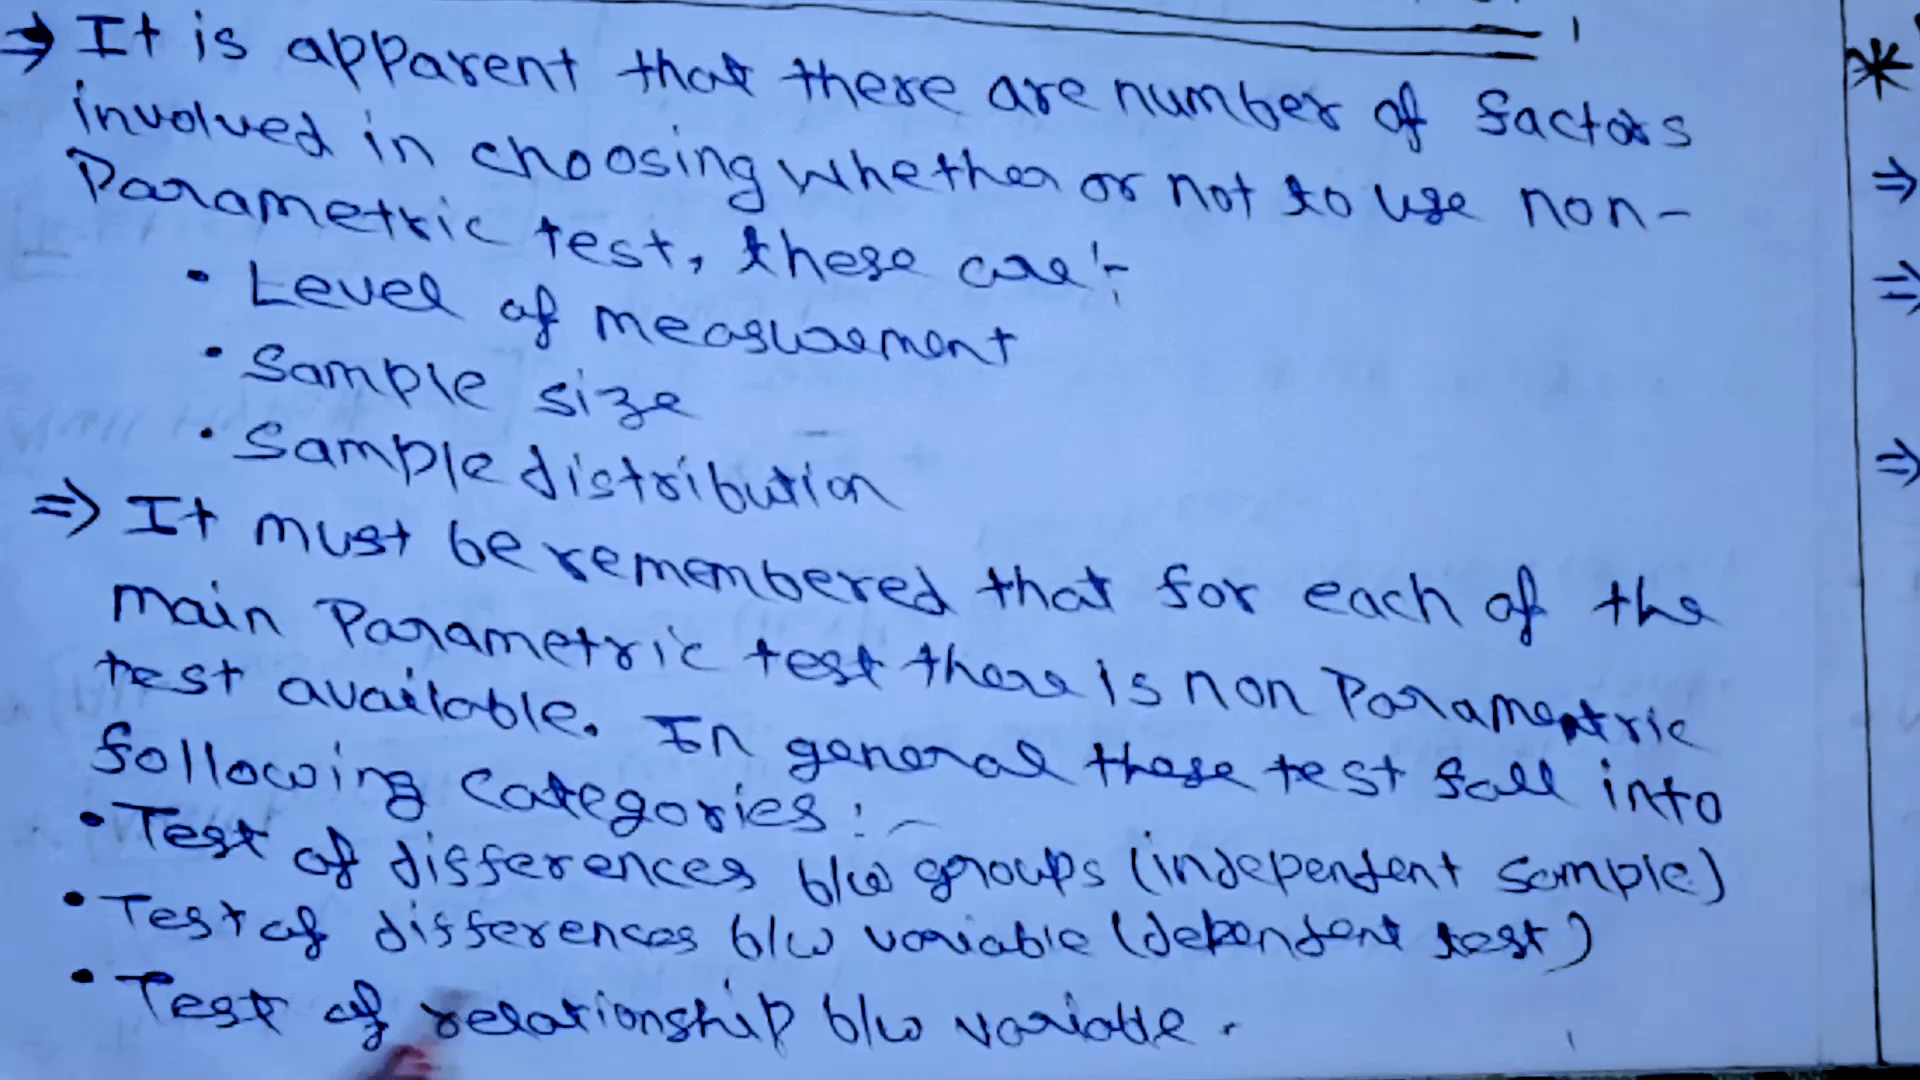 ⇒ It is apparent that there are number of factors
involved in choosing whether or not to use non-
Parametric test, these are :-
• Level of measurement
• Sample size
• Sample distribution
⇒ It must be remembered that for each of the
main Parametric test there is non Parametric
test available. In general these test fall into
following categories :-
• Test of differences b/w groups (independent sample)
• Test of differences b/w variable (dependent test)
• Test of relationship b/w variable.
*
⇒
⇒
⇒